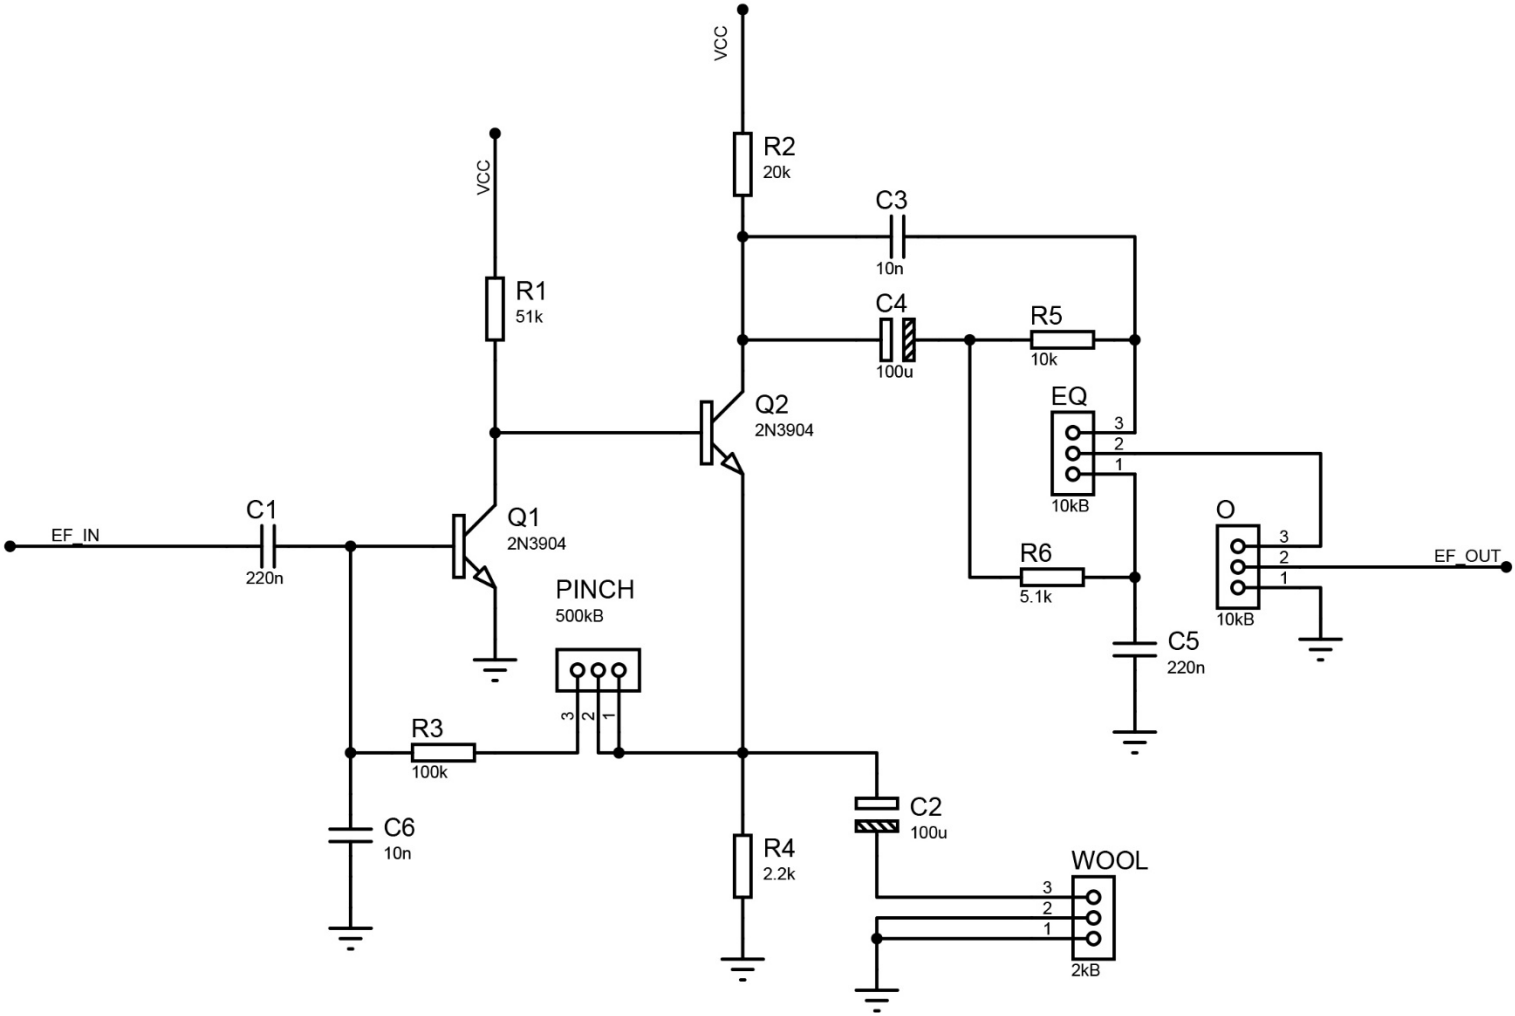 VCC
R2
20k
VCC
C3
10n
R1
51k
C4
100u
R5
10k
EQ
3
2
1
10kB
Q2
2N3904
EF_IN
C1
220n
Q1
2N3904
O
3
2
1
10kB
EF_OUT
R6
5.1k
PINCH
500kB
3
2
1
C5
220n
R3
100k
C6
10n
C2
100u
R4
2.2k
WOOL
3
2
1
2kB